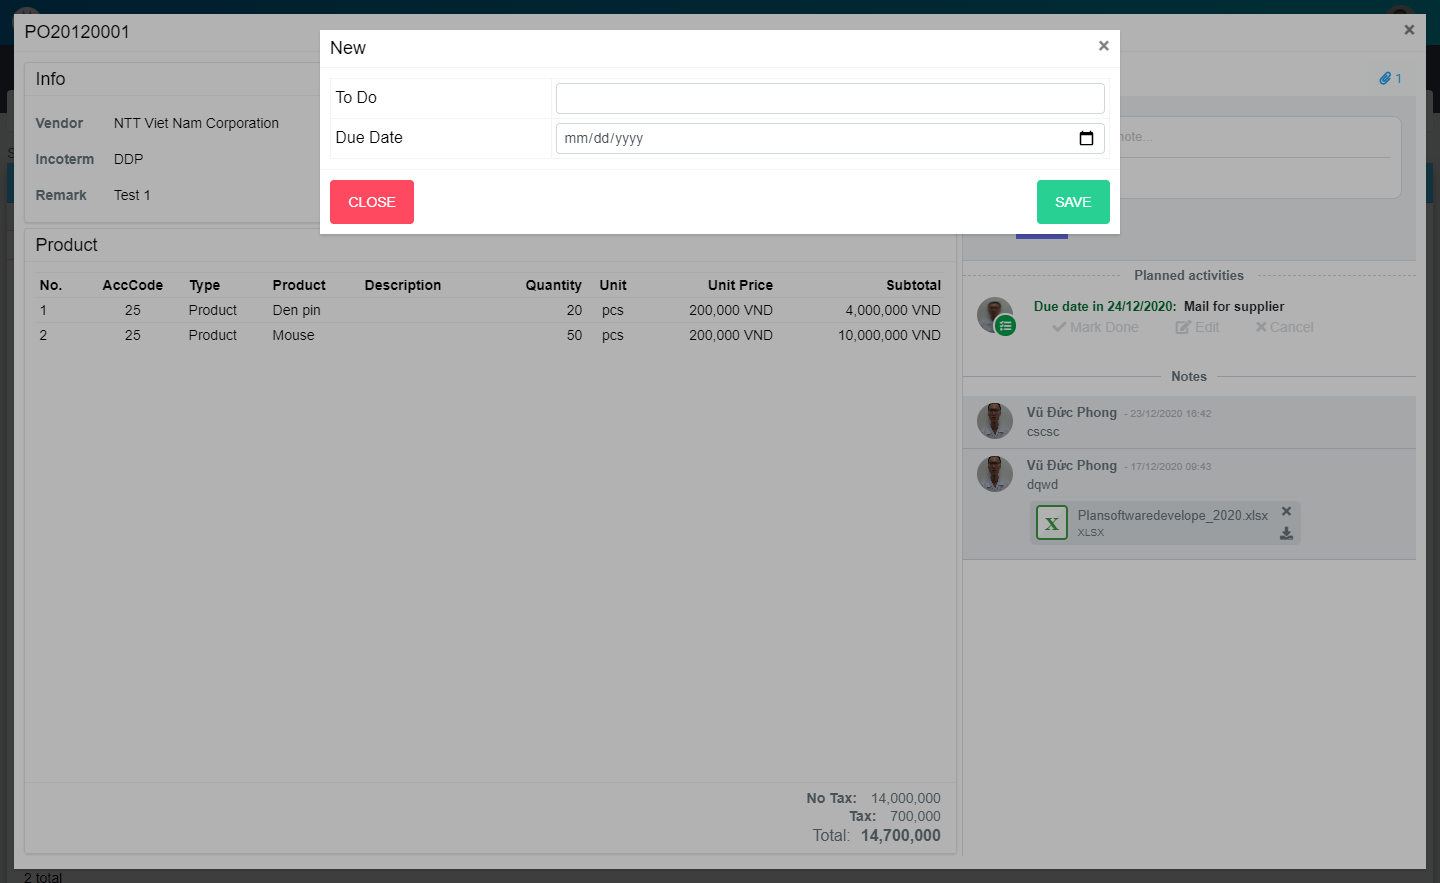 PO20120001
×
New
×
To Do
Due Date
mm/dd/yyyy
CLOSE
SAVE
Info
Vendor NTT Viet Nam Corporation
Incoterm DDP
Remark Test 1
1
note...
Product
No. AccCode Type Product Description Quantity Unit Unit Price Subtotal
1 25 Product Den pin 20 pcs 200,000 VND 4,000,000 VND
2 25 Product Mouse 50 pcs 200,000 VND 10,000,000 VND
No Tax: 14,000,000
Tax: 700,000
Total: 14,700,000
Planned activities
Due date in 24/12/2020: Mail for supplier
Mark Done Edit Cancel
Notes
Vũ Đức Phong - 23/12/2020 16:42
cscsc
Vũ Đức Phong - 17/12/2020 09:43
dqwd
X
Plansoftwaredevelope_2020.xlsx
XLSX
2 total